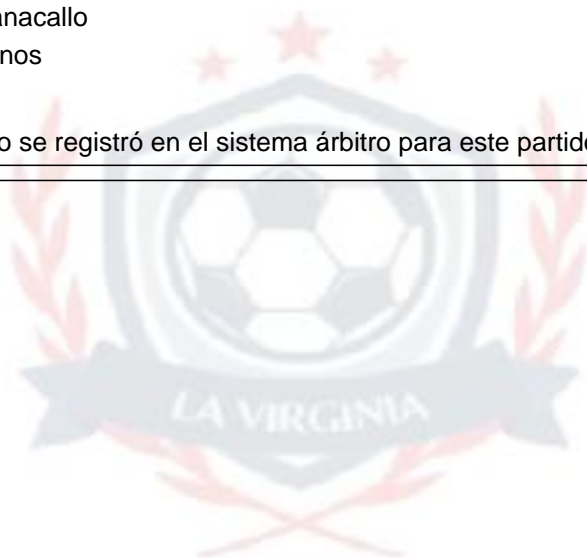 anacallo
nos
o se registró en el sistema árbitro para este partido
LA VIRGINIA